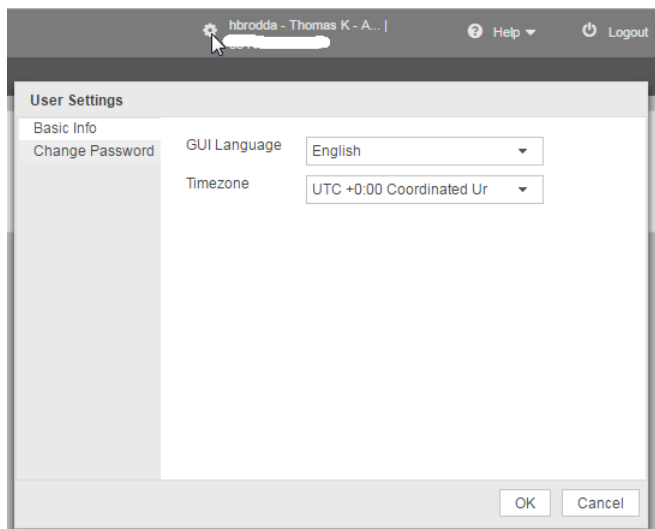 hbrodda - Thomas K - A... |
Help
Logout
User Settings
Basic Info
Change Password
GUI Language
English
Timezone
UTC +0:00 Coordinated Ur
OK
Cancel